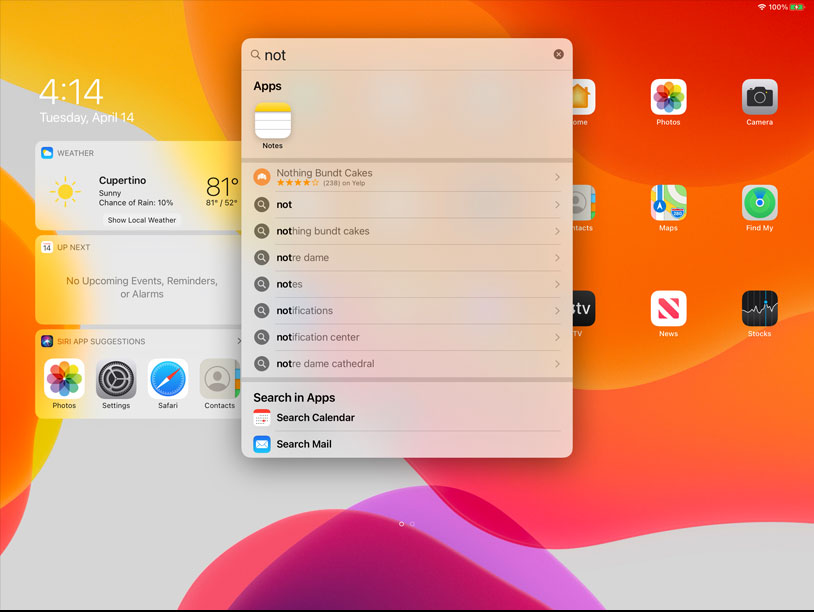 100%
4:14
Tuesday, April 14
WEATHER
Cupertino
Sunny
Chance of Rain: 10%
81°
81° / 52°
Show Local Weather
14
UP NEXT
No Upcoming Events, Reminders,
or Alarms
SIRI APP SUGGESTIONS
Photos
Settings
Safari
Contacts
not
Apps
Notes
Nothing Bundt Cakes
(238) on Yelp
not
nothing bundt cakes
notre dame
notes
notifications
notification center
notre dame cathedral
Search in Apps
Search Calendar
Search Mail
ome
Photos
Camera
tacts
Maps
280
Find My
tv
TV
News
Stocks